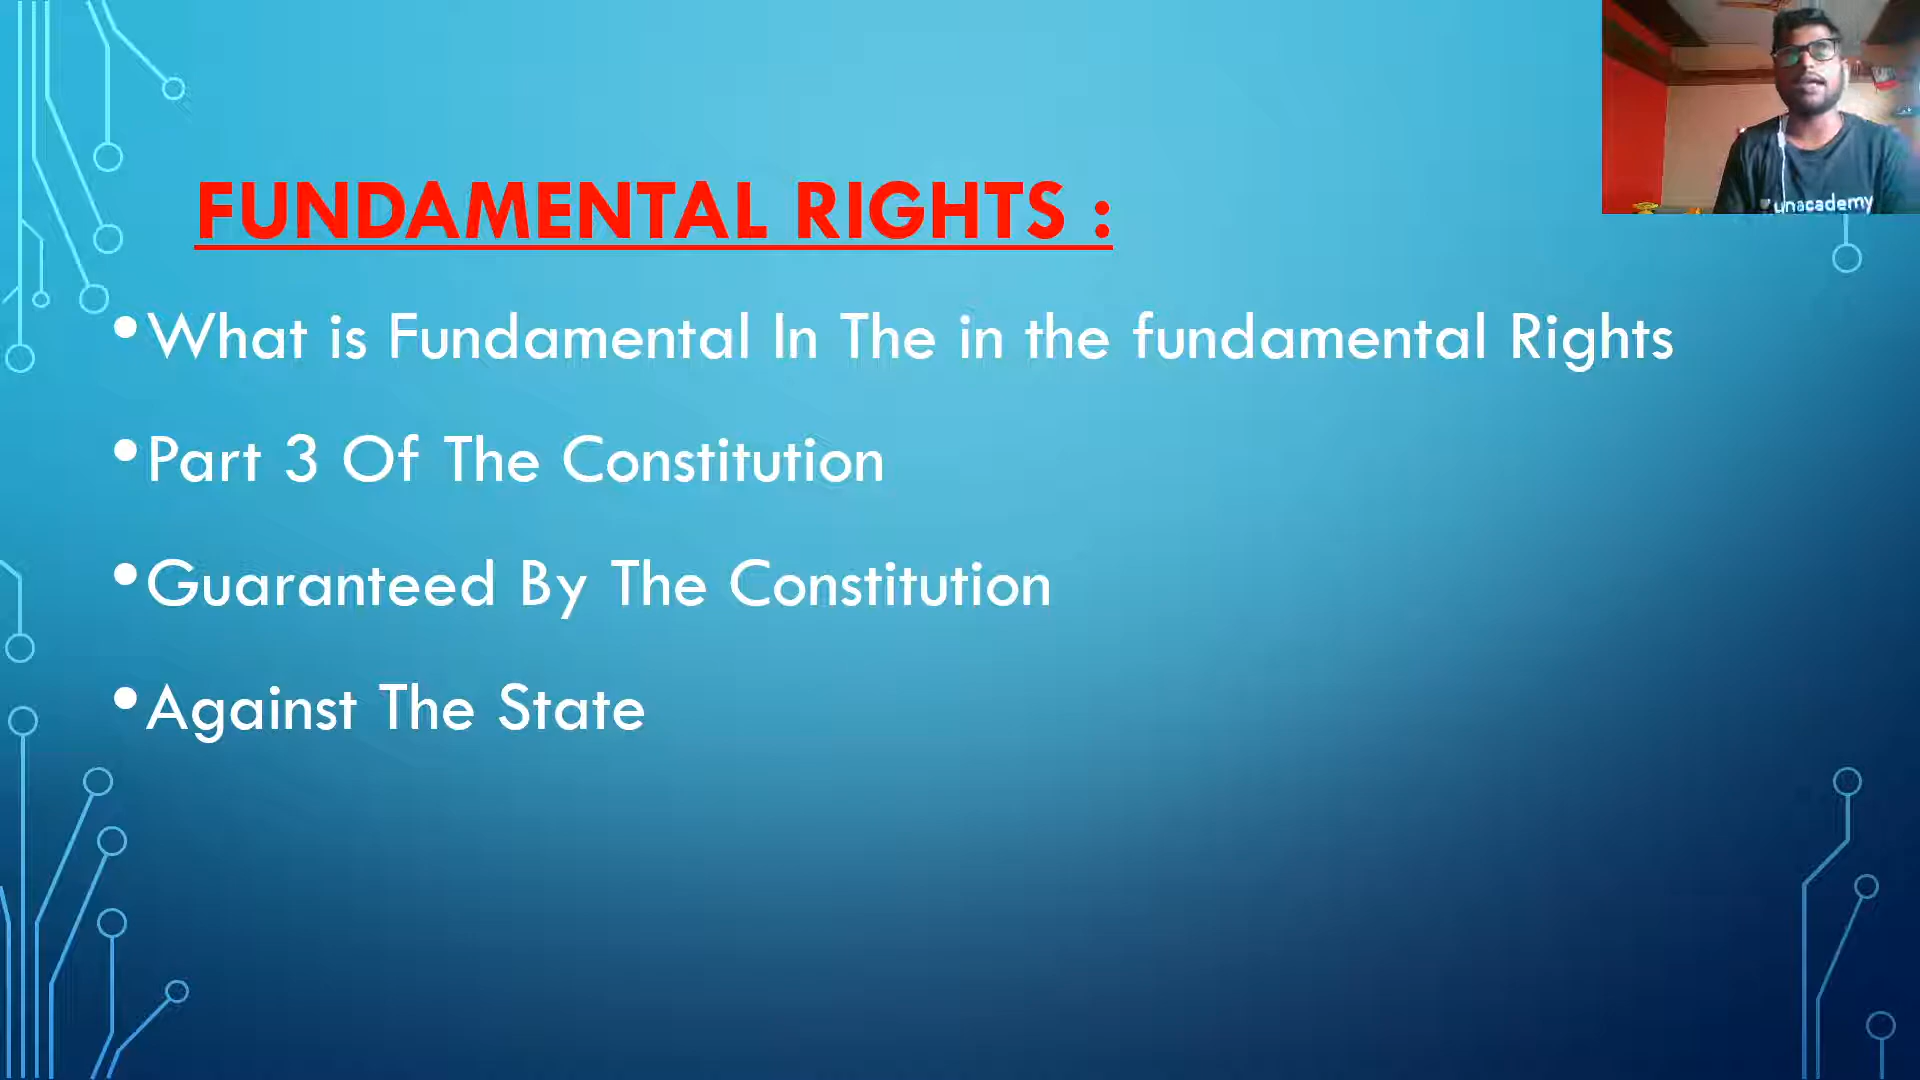 FUNDAMENTAL RIGHTS :
•What is Fundamental In The in the fundamental Rights
•Part 3 Of The Constitution
•Guaranteed By The Constitution
•Against The State
unacademy